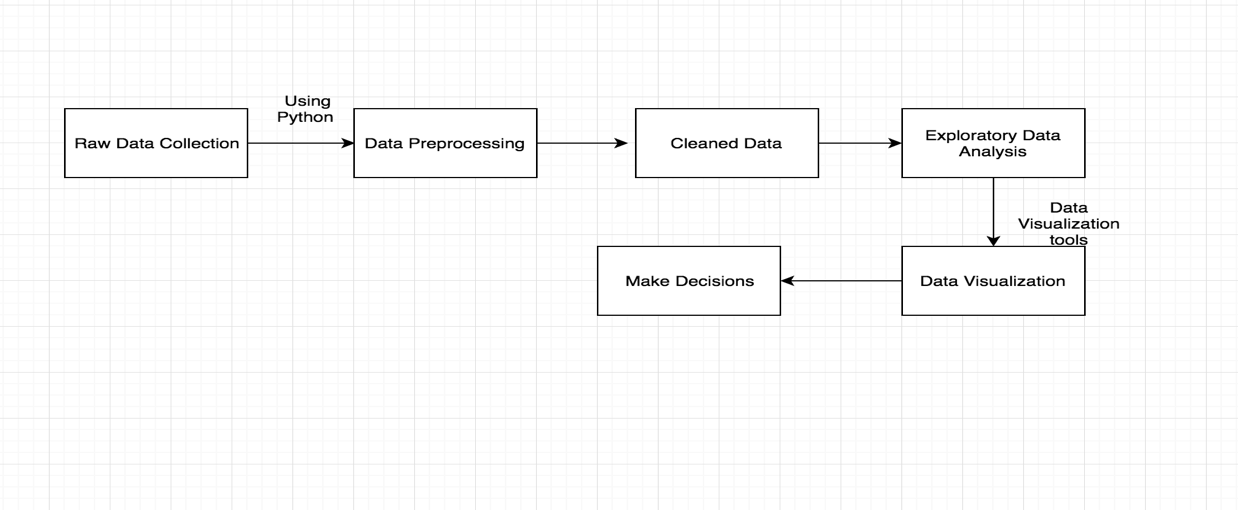 Using
Python
Raw Data Collection
Data Preprocessing
Cleaned Data
Exploratory Data
Analysis
Data
Visualization
tools
Make Decisions
Data Visualization